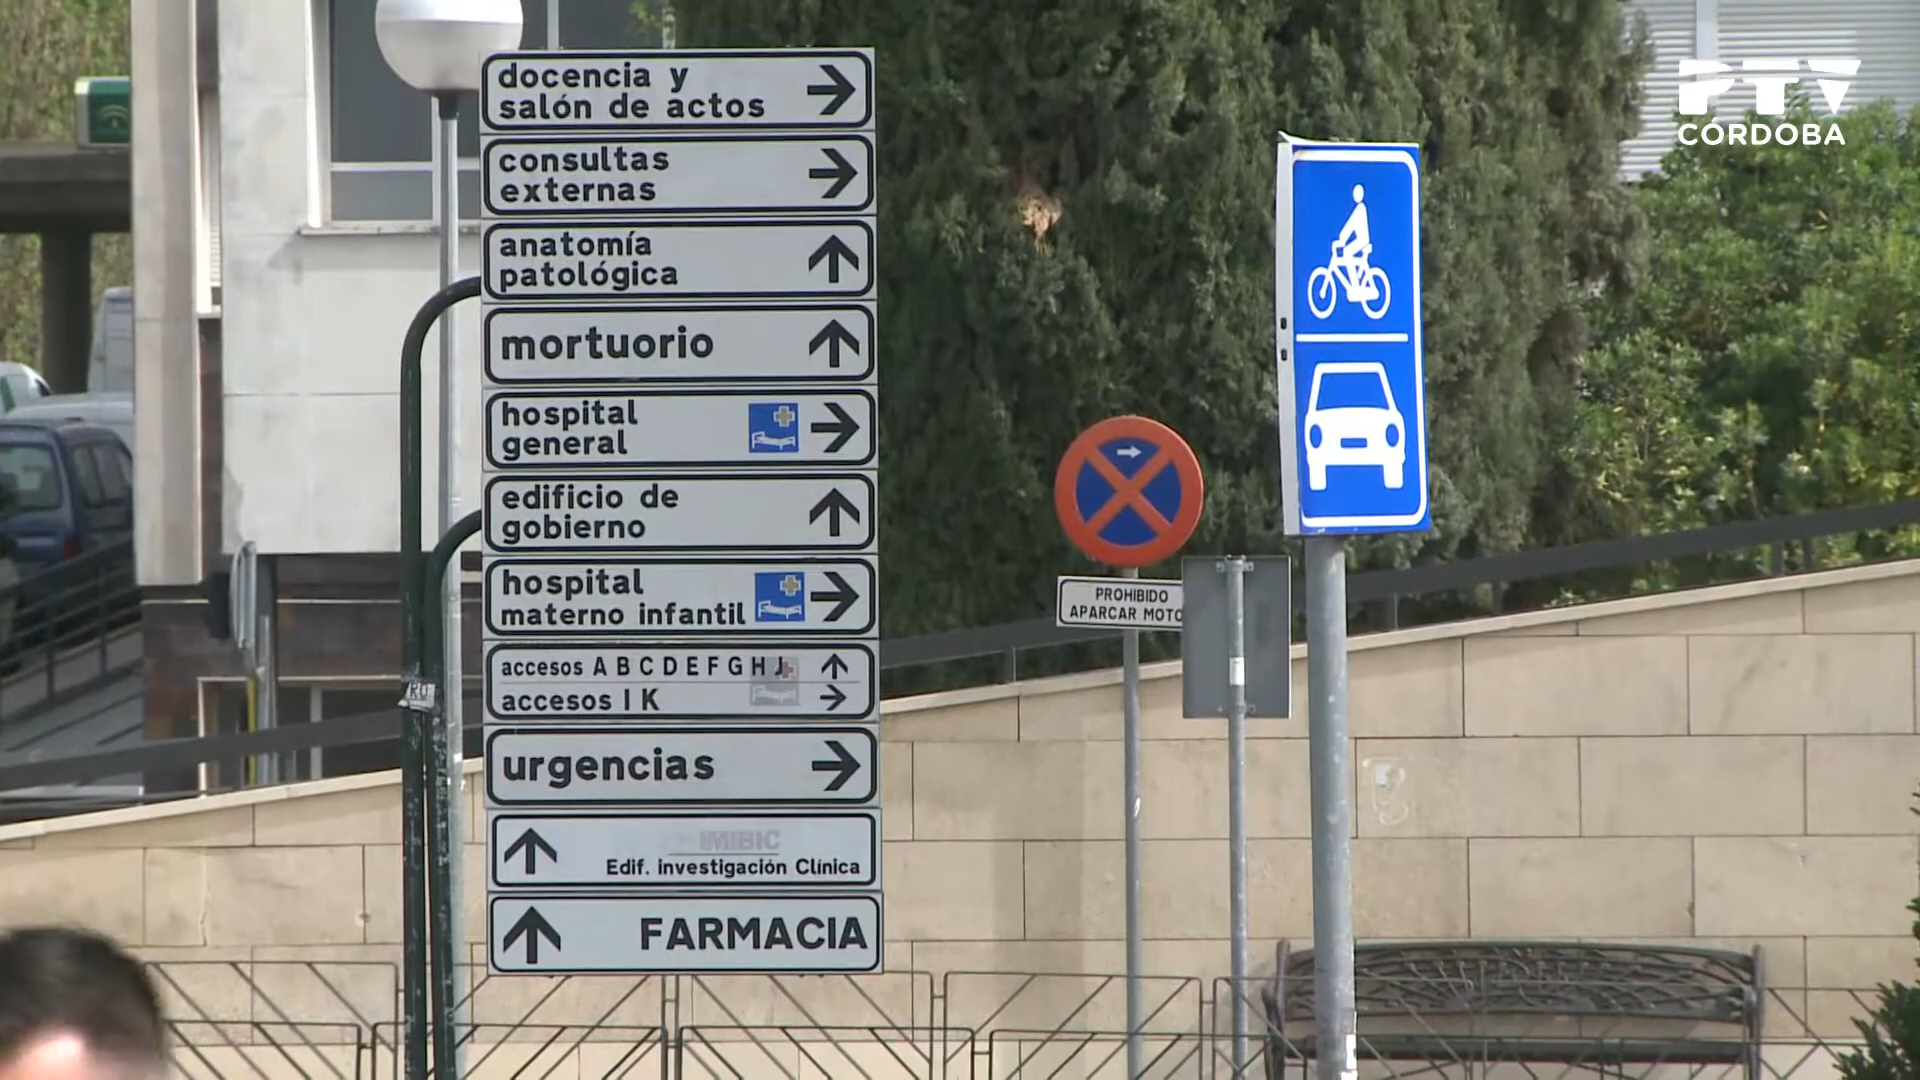 docencia y
salón de actos
consultas
externas
anatomía
patológica
mortuorio
hospital
general
edificio de
gobierno
hospital
materno infantil
accesos A B C D E F G H J
accesos I K
urgencias
IMIBIC
Edif. investigación Clínica
FARMACIA
PROHIBIDO
APARCAR MOTO
PTV
CÓRDOBA